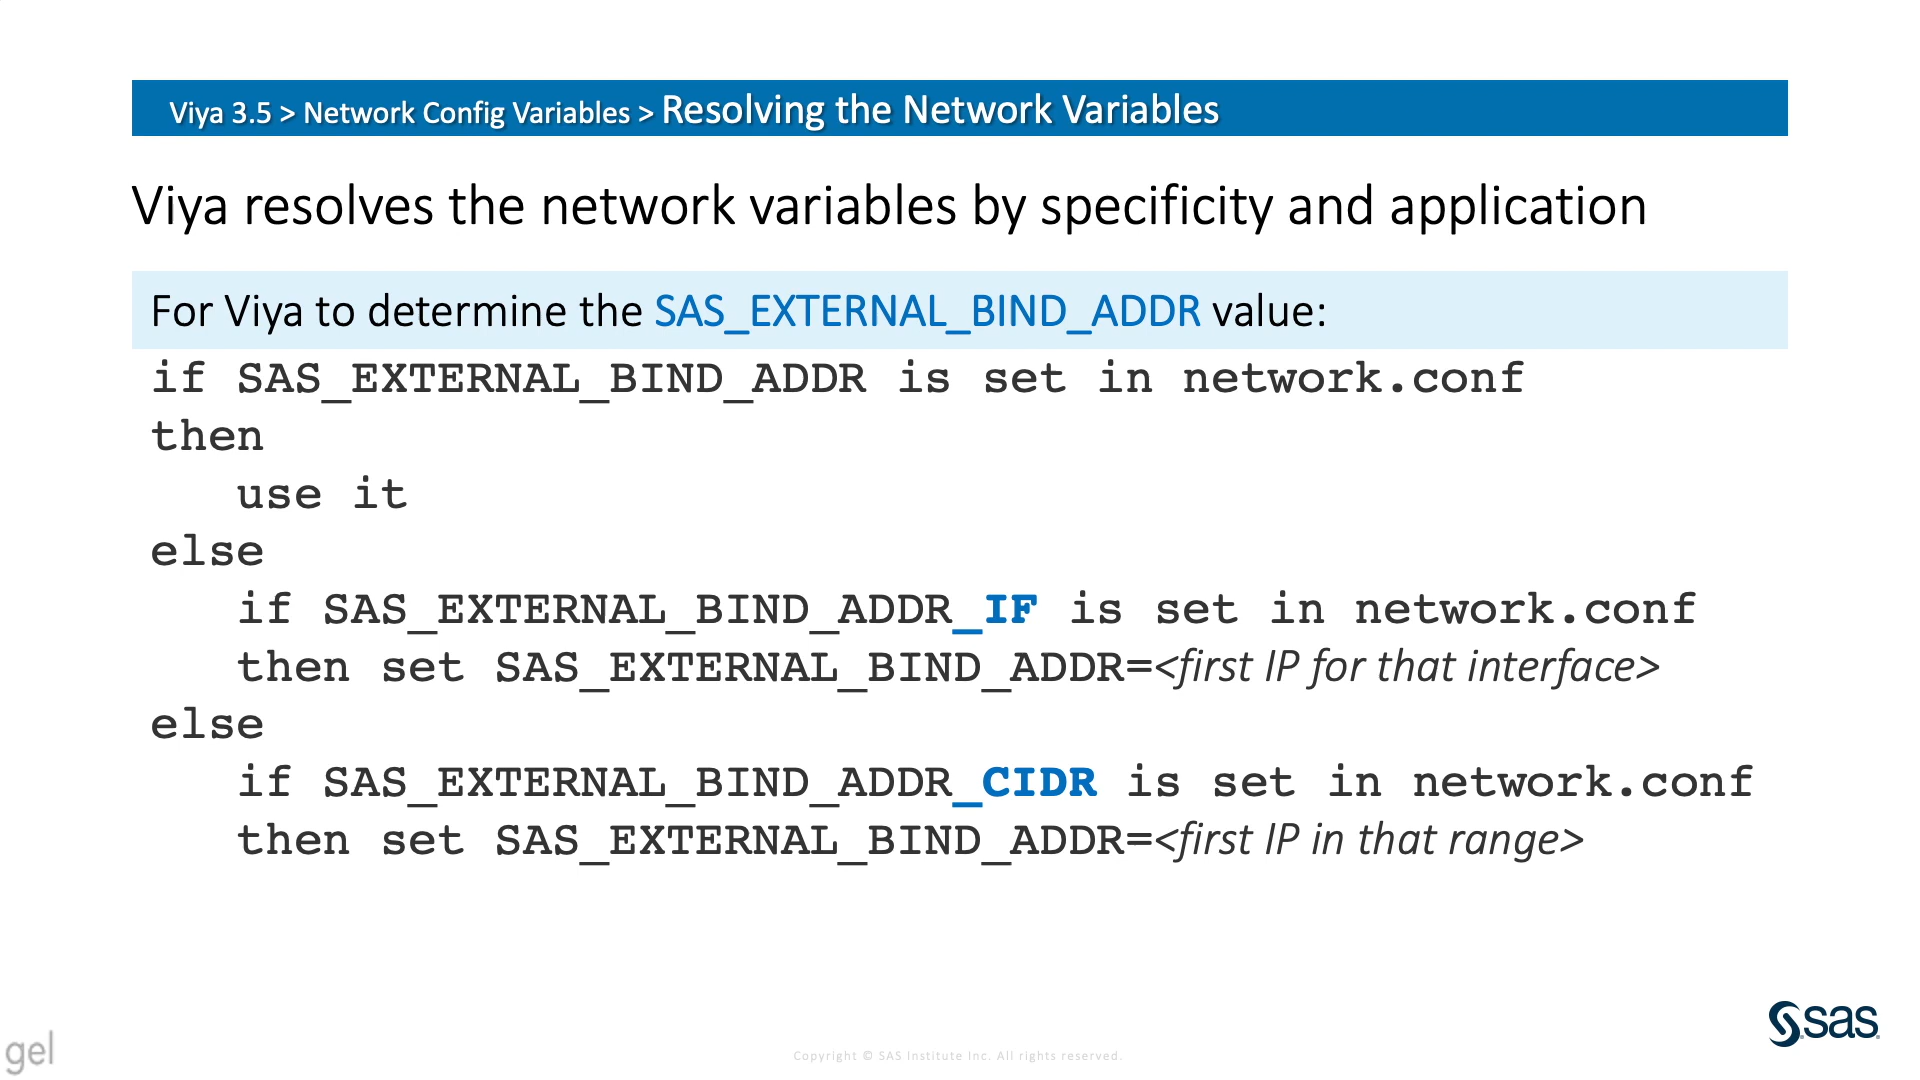 Viya 3.5 > Network Config Variables > Resolving the Network Variables
Viya resolves the network variables by specificity and application
For Viya to determine the SAS_EXTERNAL_BIND_ADDR value:
if SAS_EXTERNAL_BIND_ADDR is set in network.conf
then
use it
else
if SAS_EXTERNAL_BIND_ADDR_IF is set in network.conf
then set SAS_EXTERNAL_BIND_ADDR=<first IP for that interface>
else
if SAS_EXTERNAL_BIND_ADDR_CIDR is set in network.conf
then set SAS_EXTERNAL_BIND_ADDR=<first IP in that range>
sas
gel
Copyright © SAS Institute Inc. All rights reserved.